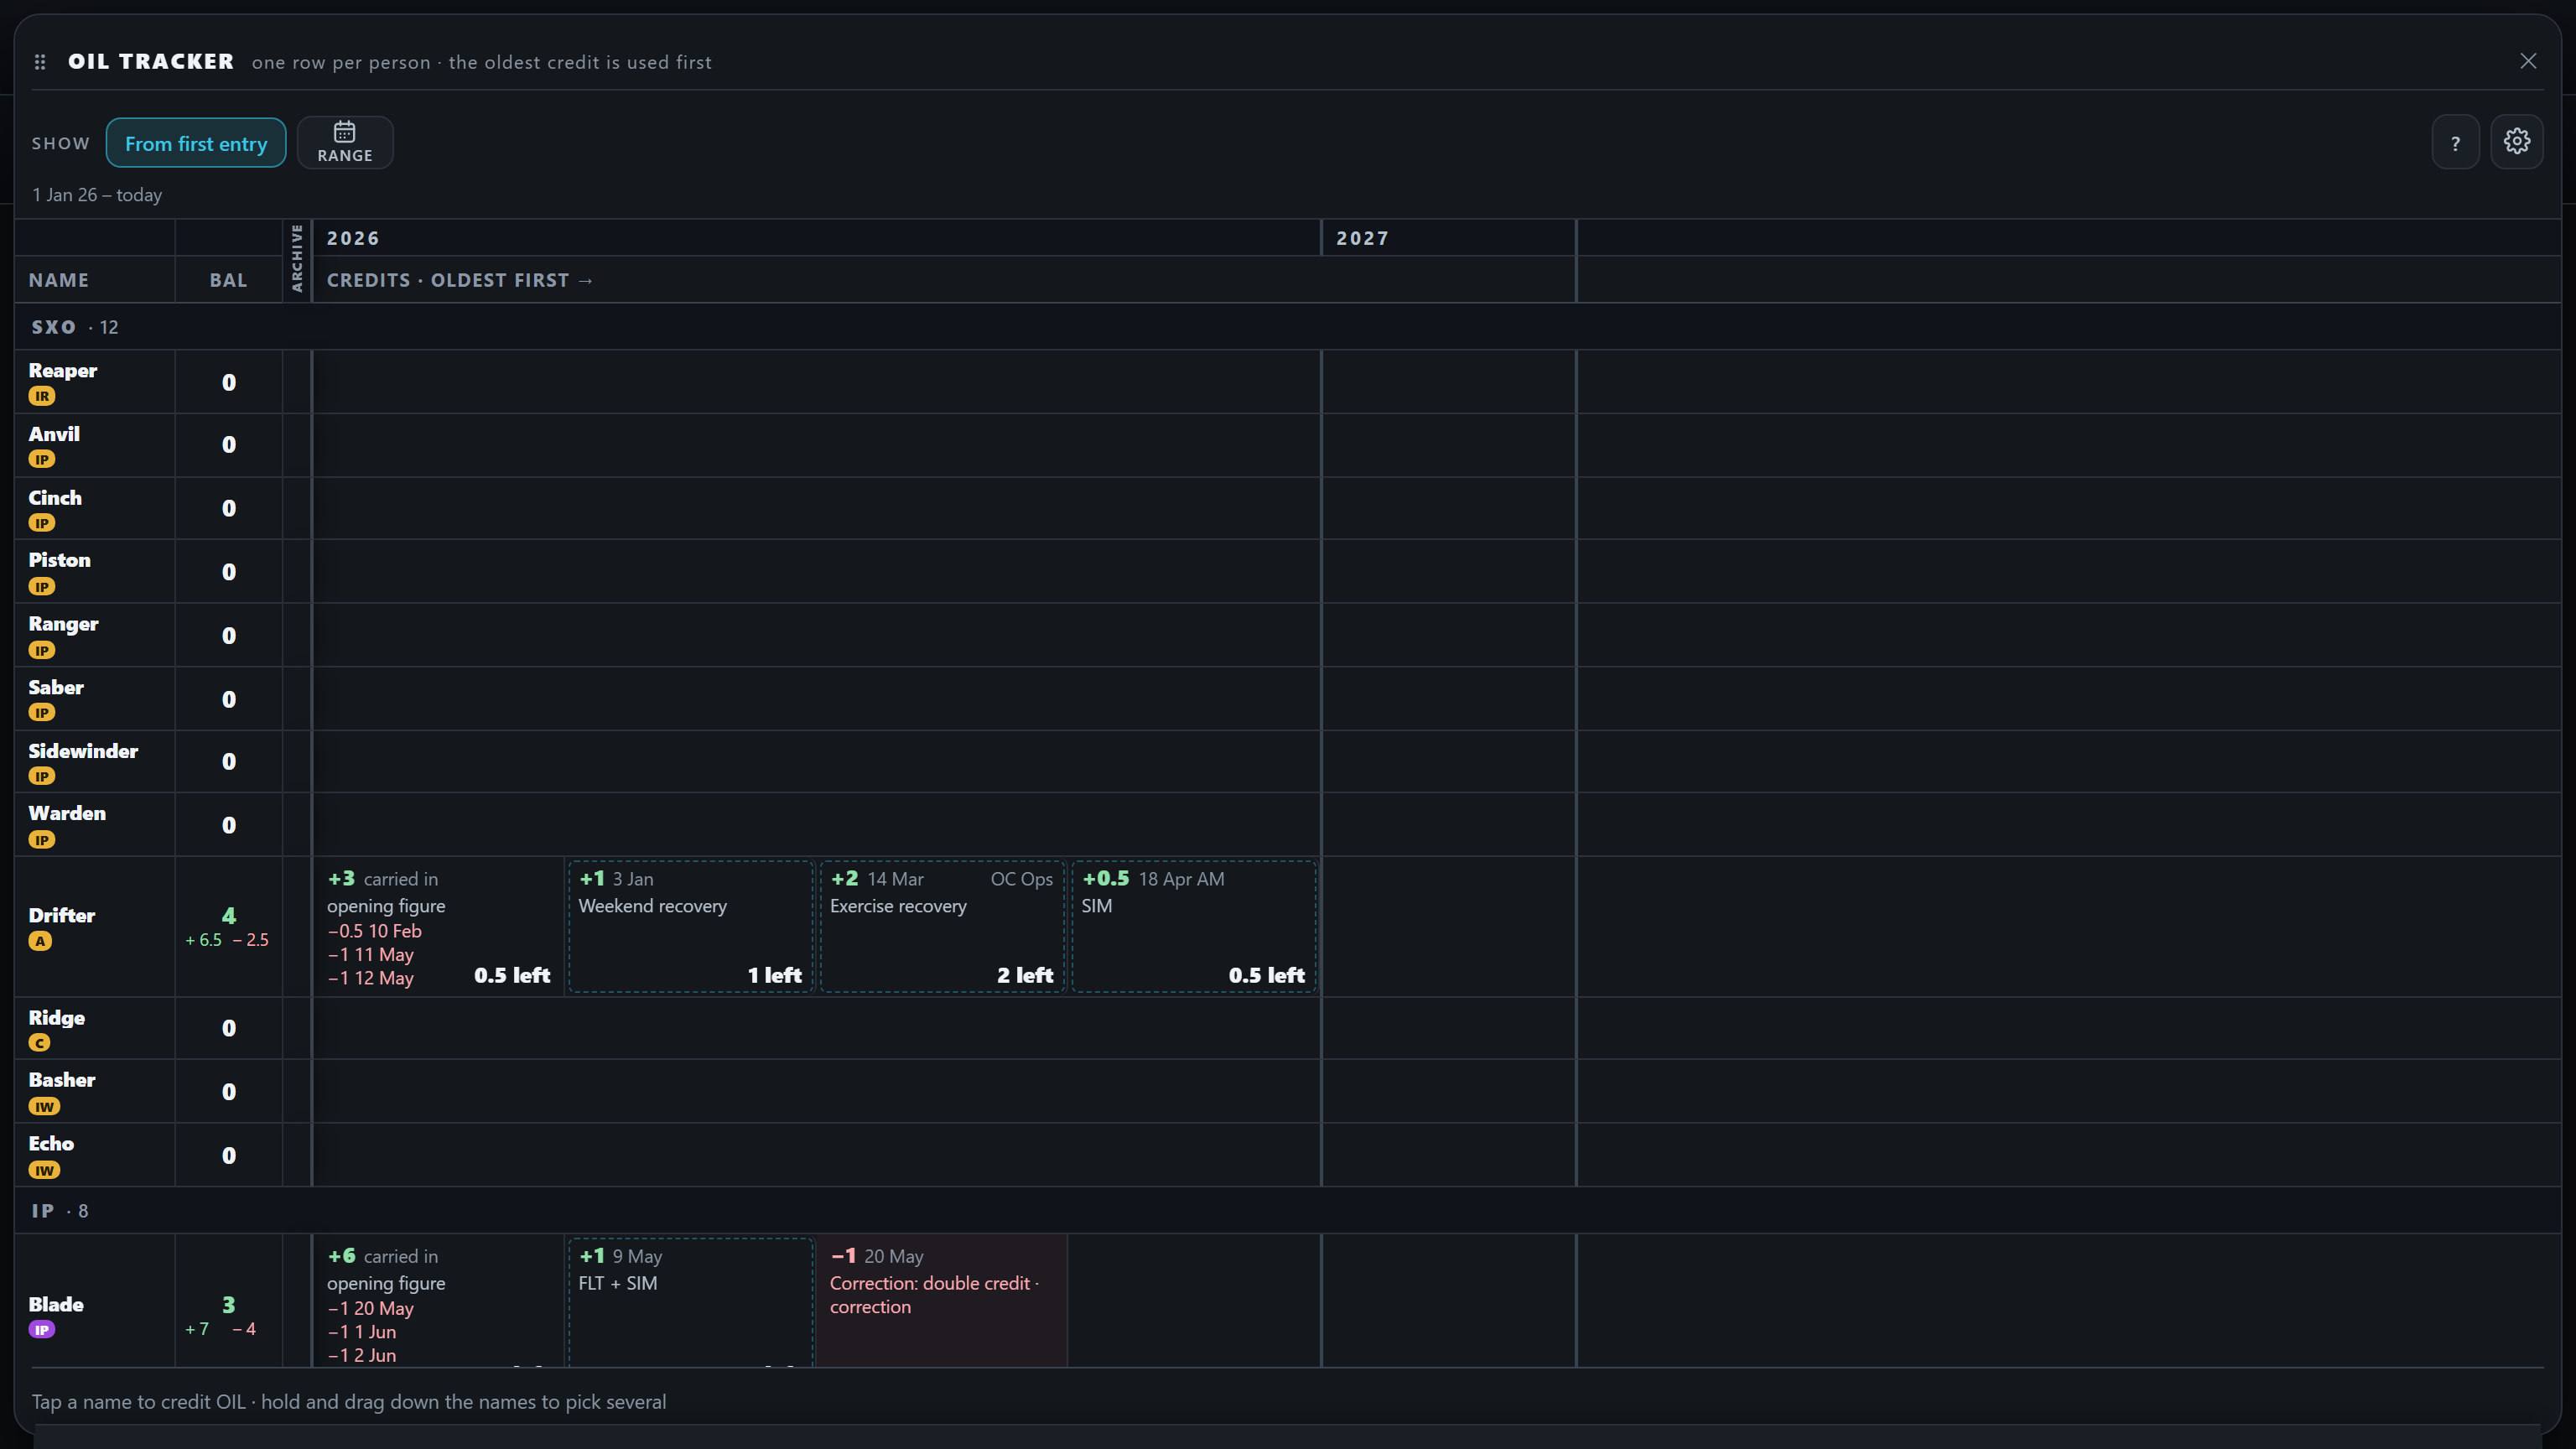 OIL TRACKER one row per person · the oldest credit is used first
SHOW From first entry RANGE ?
1 Jan 26 – today
ARCHIVE 2026 2027
NAME BAL CREDITS · OLDEST FIRST →
SXO · 12
Reaper
IR
0
Anvil
IP
0
Cinch
IP
0
Piston
IP
0
Ranger
IP
0
Saber
IP
0
Sidewinder
IP
0
Warden
IP
0
Drifter
A
4
+ 6.5 − 2.5
+3 carried in
opening figure
−0.5 10 Feb
−1 11 May
−1 12 May
0.5 left
+1 3 Jan
Weekend recovery
1 left
+2 14 Mar OC Ops
Exercise recovery
2 left
+0.5 18 Apr AM
SIM
0.5 left
Ridge
C
0
Basher
IW
0
Echo
IW
0
IP · 8
Blade
IP
3
+ 7 − 4
+6 carried in
opening figure
−1 20 May
−1 1 Jun
−1 2 Jun
+1 9 May
FLT + SIM
−1 20 May
Correction: double credit ·
correction
Tap a name to credit OIL · hold and drag down the names to pick several